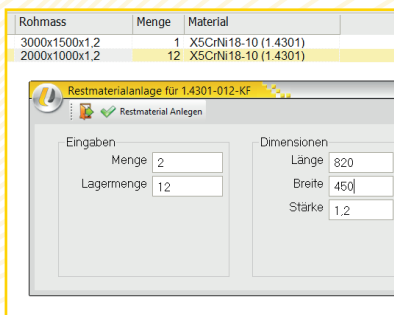 Rohmass Menge Material
3000x1500x1,2 1 X5CrNi18-10 (1.4301)
2000x1000x1,2 12 X5CrNi18-10 (1.4301)
Restmaterialanlage für 1.4301-012-KF
Restmaterial Anlegen
Eingaben Dimensionen
Menge 2 Länge 820
Lagermenge 12 Breite 450
Stärke 1,2